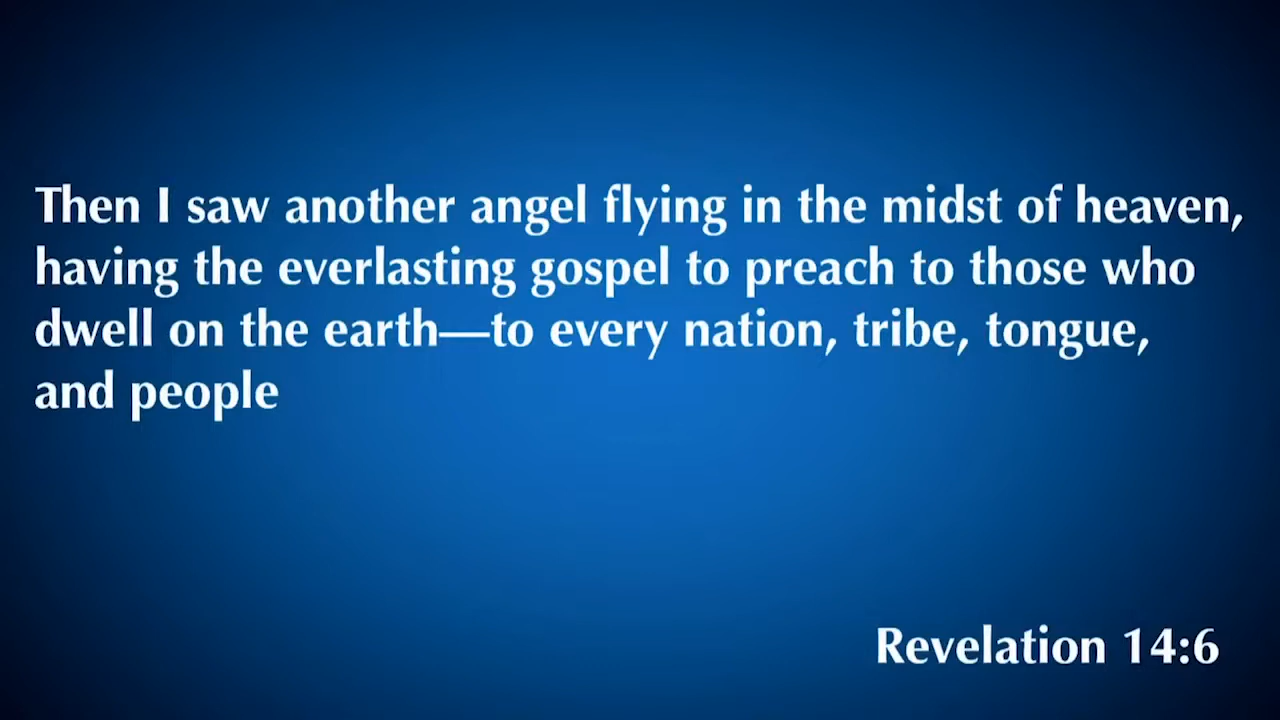 Then I saw another angel flying in the midst of heaven,
having the everlasting gospel to preach to those who
dwell on the earth—to every nation, tribe, tongue,
and people
Revelation 14:6